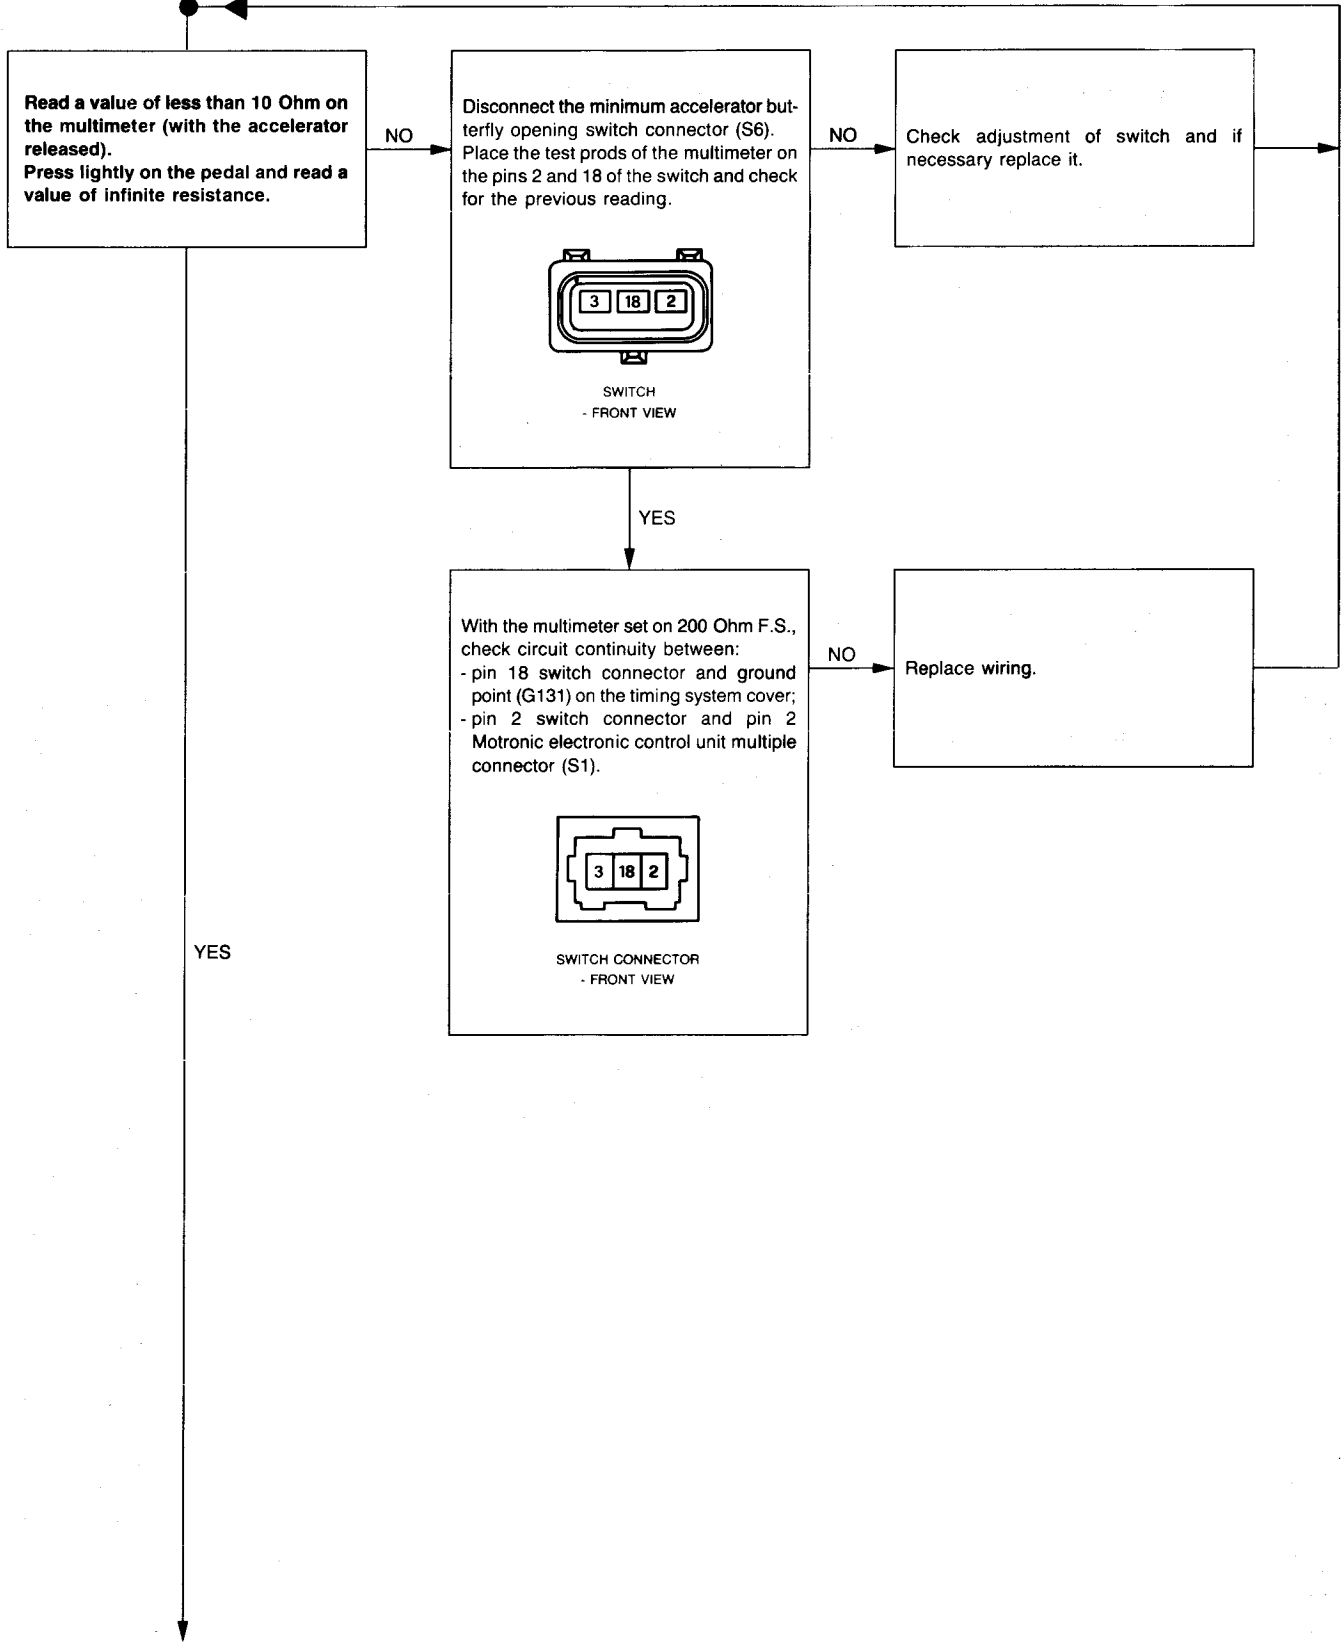 Read a value of less than 10 Ohm on
the multimeter (with the accelerator
released).
Press lightly on the pedal and read a
value of infinite resistance.
NO
Disconnect the minimum accelerator but-
terfly opening switch connector (S6).
Place the test prods of the multimeter on
the pins 2 and 18 of the switch and check
for the previous reading.
3 18 2
SWITCH
- FRONT VIEW
NO
Check adjustment of switch and if
necessary replace it.
YES
With the multimeter set on 200 Ohm F.S.,
check circuit continuity between:
- pin 18 switch connector and ground
point (G131) on the timing system cover;
- pin 2 switch connector and pin 2
Motronic electronic control unit multiple
connector (S1).
3 18 2
SWITCH CONNECTOR
- FRONT VIEW
NO
Replace wiring.
YES